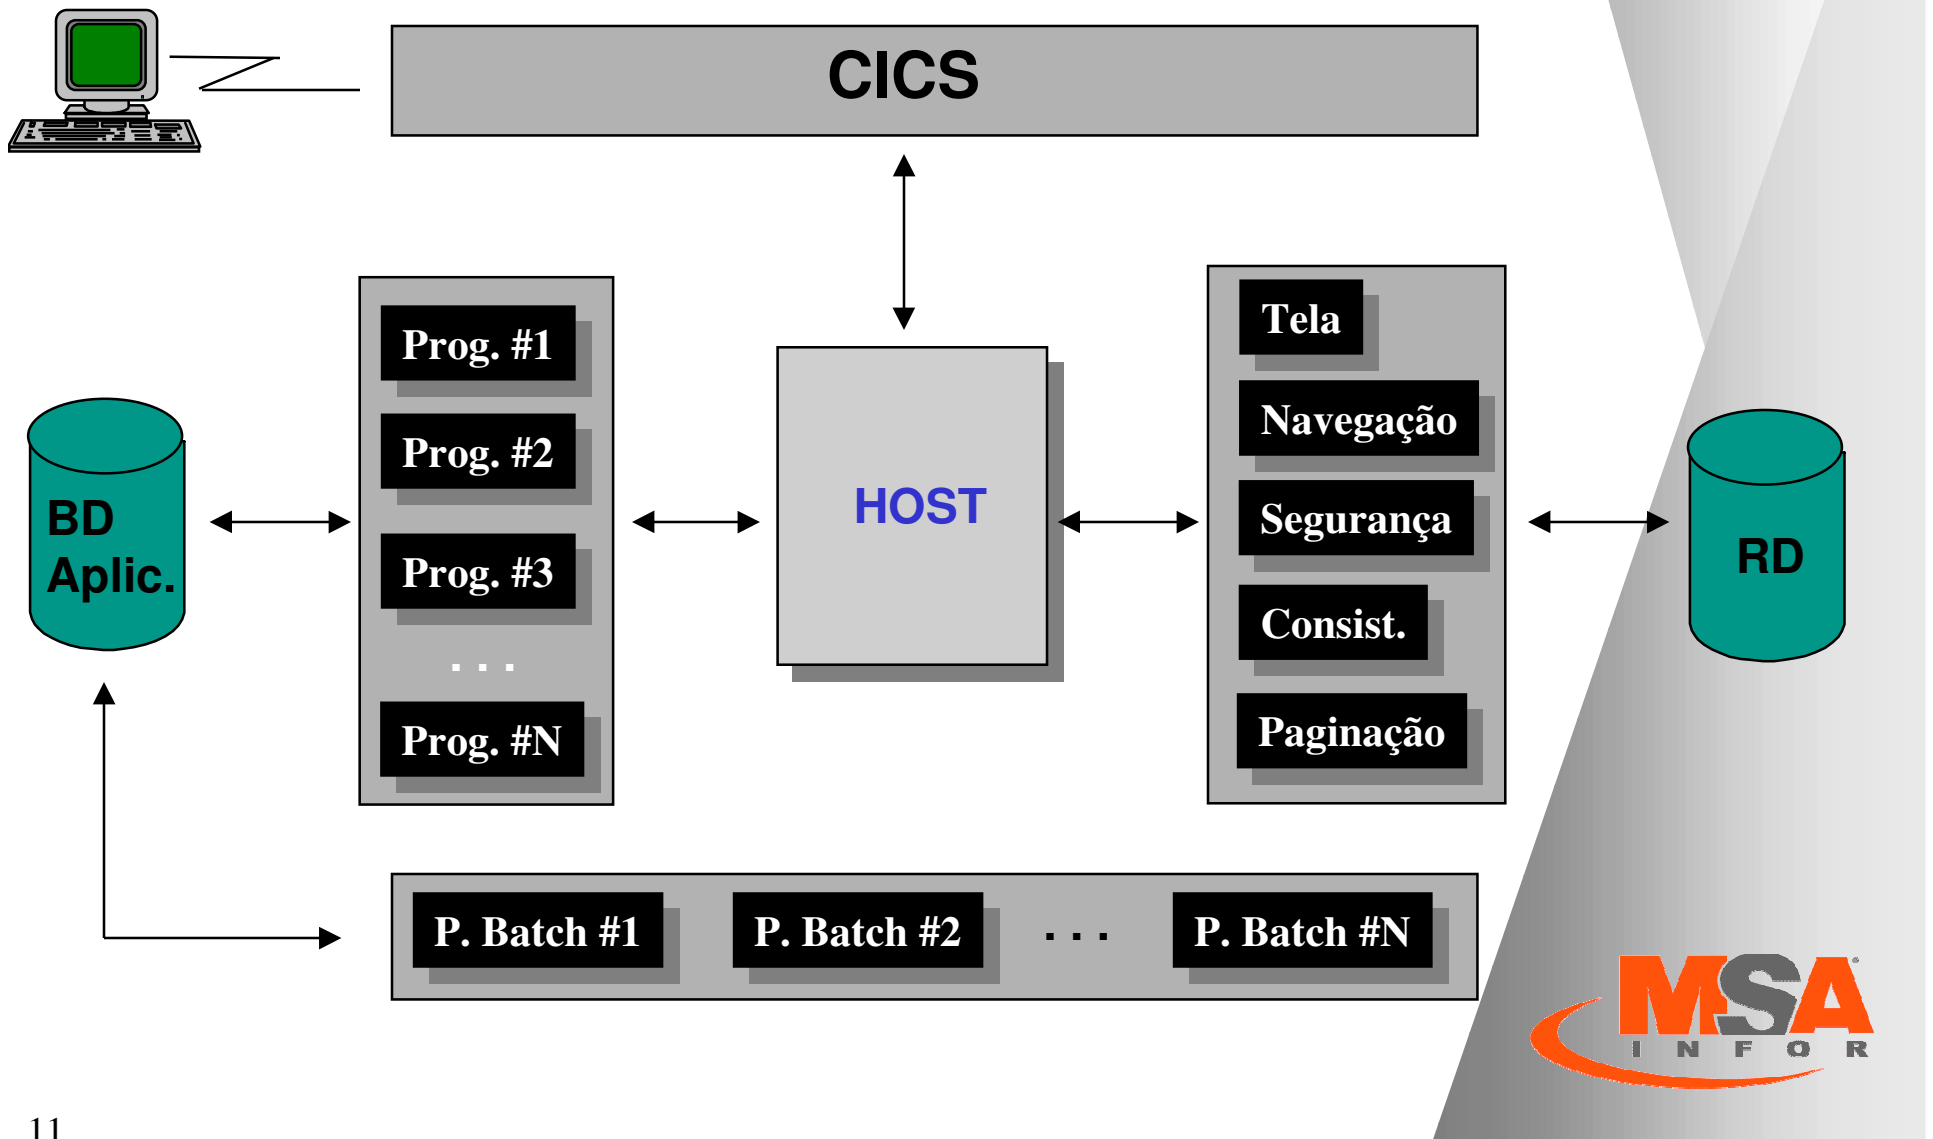 CICS
Prog. #1
Prog. #2
Prog. #3
. . .
Prog. #N
BD
Aplic.
HOST
Tela
Navegação
Segurança
Consist.
Paginação
RD
P. Batch #1
P. Batch #2
. . .
P. Batch #N
MSA
INFOR
11